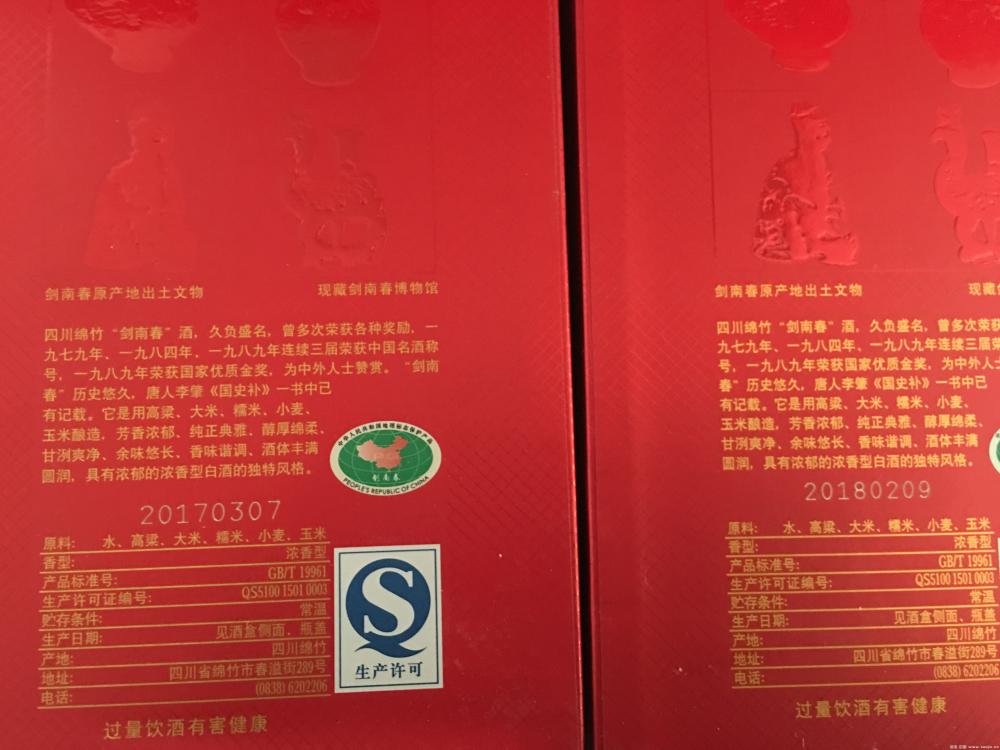 剑南春原产地出土文物
现藏剑南春博物馆
四川绵竹“剑南春”酒，久负盛名，曾多次荣获各种奖励，一
九七九年、一九八四年、一九八九年连续三届荣获中国名酒称
号，一九八九年荣获国家优质金奖，为中外人士赞赏。“剑南
春”历史悠久，唐人李肇《国史补》一书中已
有记载。它是用高粱、大米、糯米、小麦、
玉米酿造，芳香浓郁、纯正典雅、醇厚绵柔、
甘洌爽净、余味悠长、香味谐调、酒体丰满
圆润，具有浓郁的浓香型白酒的独特风格。
中华人民共和国地理标志保护产品
PGI
剑南春
PEOPLE'S REPUBLIC OF CHINA
20170307
原料: 水、高粱、大米、糯米、小麦、玉米
香型: 浓香型
产品标准号: GB/T 19961
生产许可证编号: QS5100 1501 0003
贮存条件: 常温
生产日期: 见酒盒侧面、瓶盖
产地: 四川绵竹
地址: 四川省绵竹市春溢街289号
电话: (0838) 6202206
过量饮酒有害健康
QS
生产许可
剑南春原产地出土文物
现藏
四川绵竹“剑南春”酒，久负盛名，曾多次荣获
九七九年、一九八四年、一九八九年连续三届荣
号，一九八九年荣获国家优质金奖，为中外人士
春”历史悠久，唐人李肇《国史补》一书中已
有记载。它是用高粱、大米、糯米、小麦、
玉米酿造，芳香浓郁、纯正典雅、醇厚绵柔、
甘洌爽净、余味悠长、香味谐调、酒体丰满
圆润，具有浓郁的浓香型白酒的独特风格。
20180209
原料: 水、高粱、大米、糯米、小麦、玉米
香型: 浓香型
产品标准号: GB/T 19961
生产许可证编号: QS5100 1501 0003
贮存条件: 常温
生产日期: 见酒盒侧面、瓶盖
产地: 四川绵竹
地址: 四川省绵竹市春溢街289号
电话: (0838) 6202206
过量饮酒有害健康